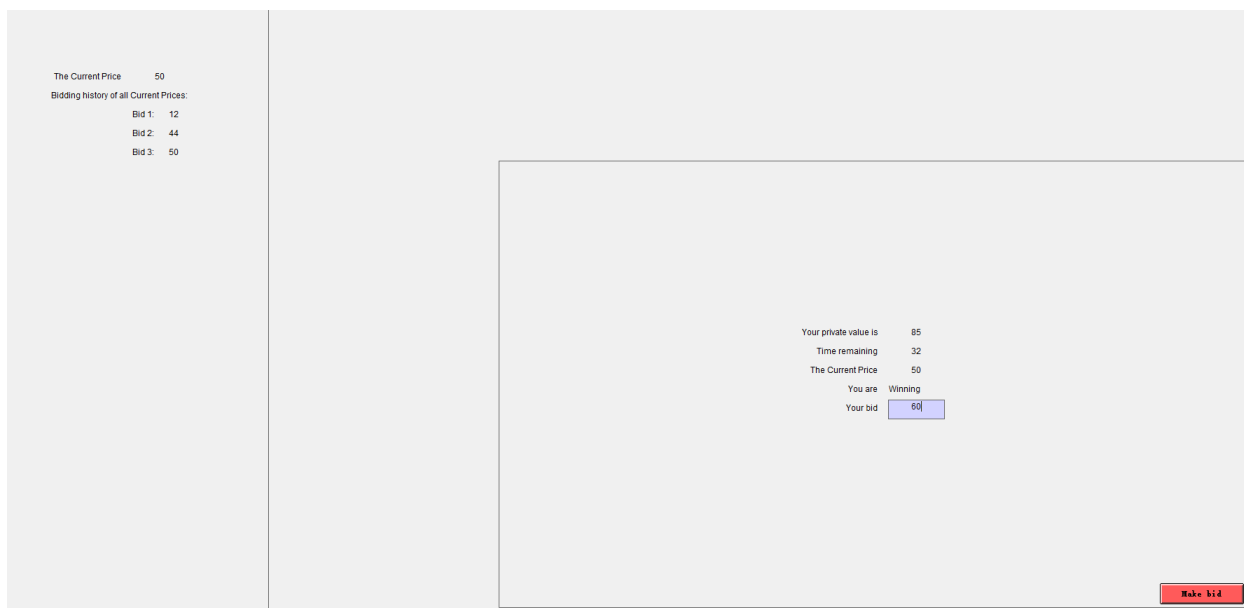 The Current Price 50
Bidding history of all Current Prices:
Bid 1: 12
Bid 2: 44
Bid 3: 50
Your private value is 85
Time remaining 32
The Current Price 50
You are Winning
Your bid 60
Make bid